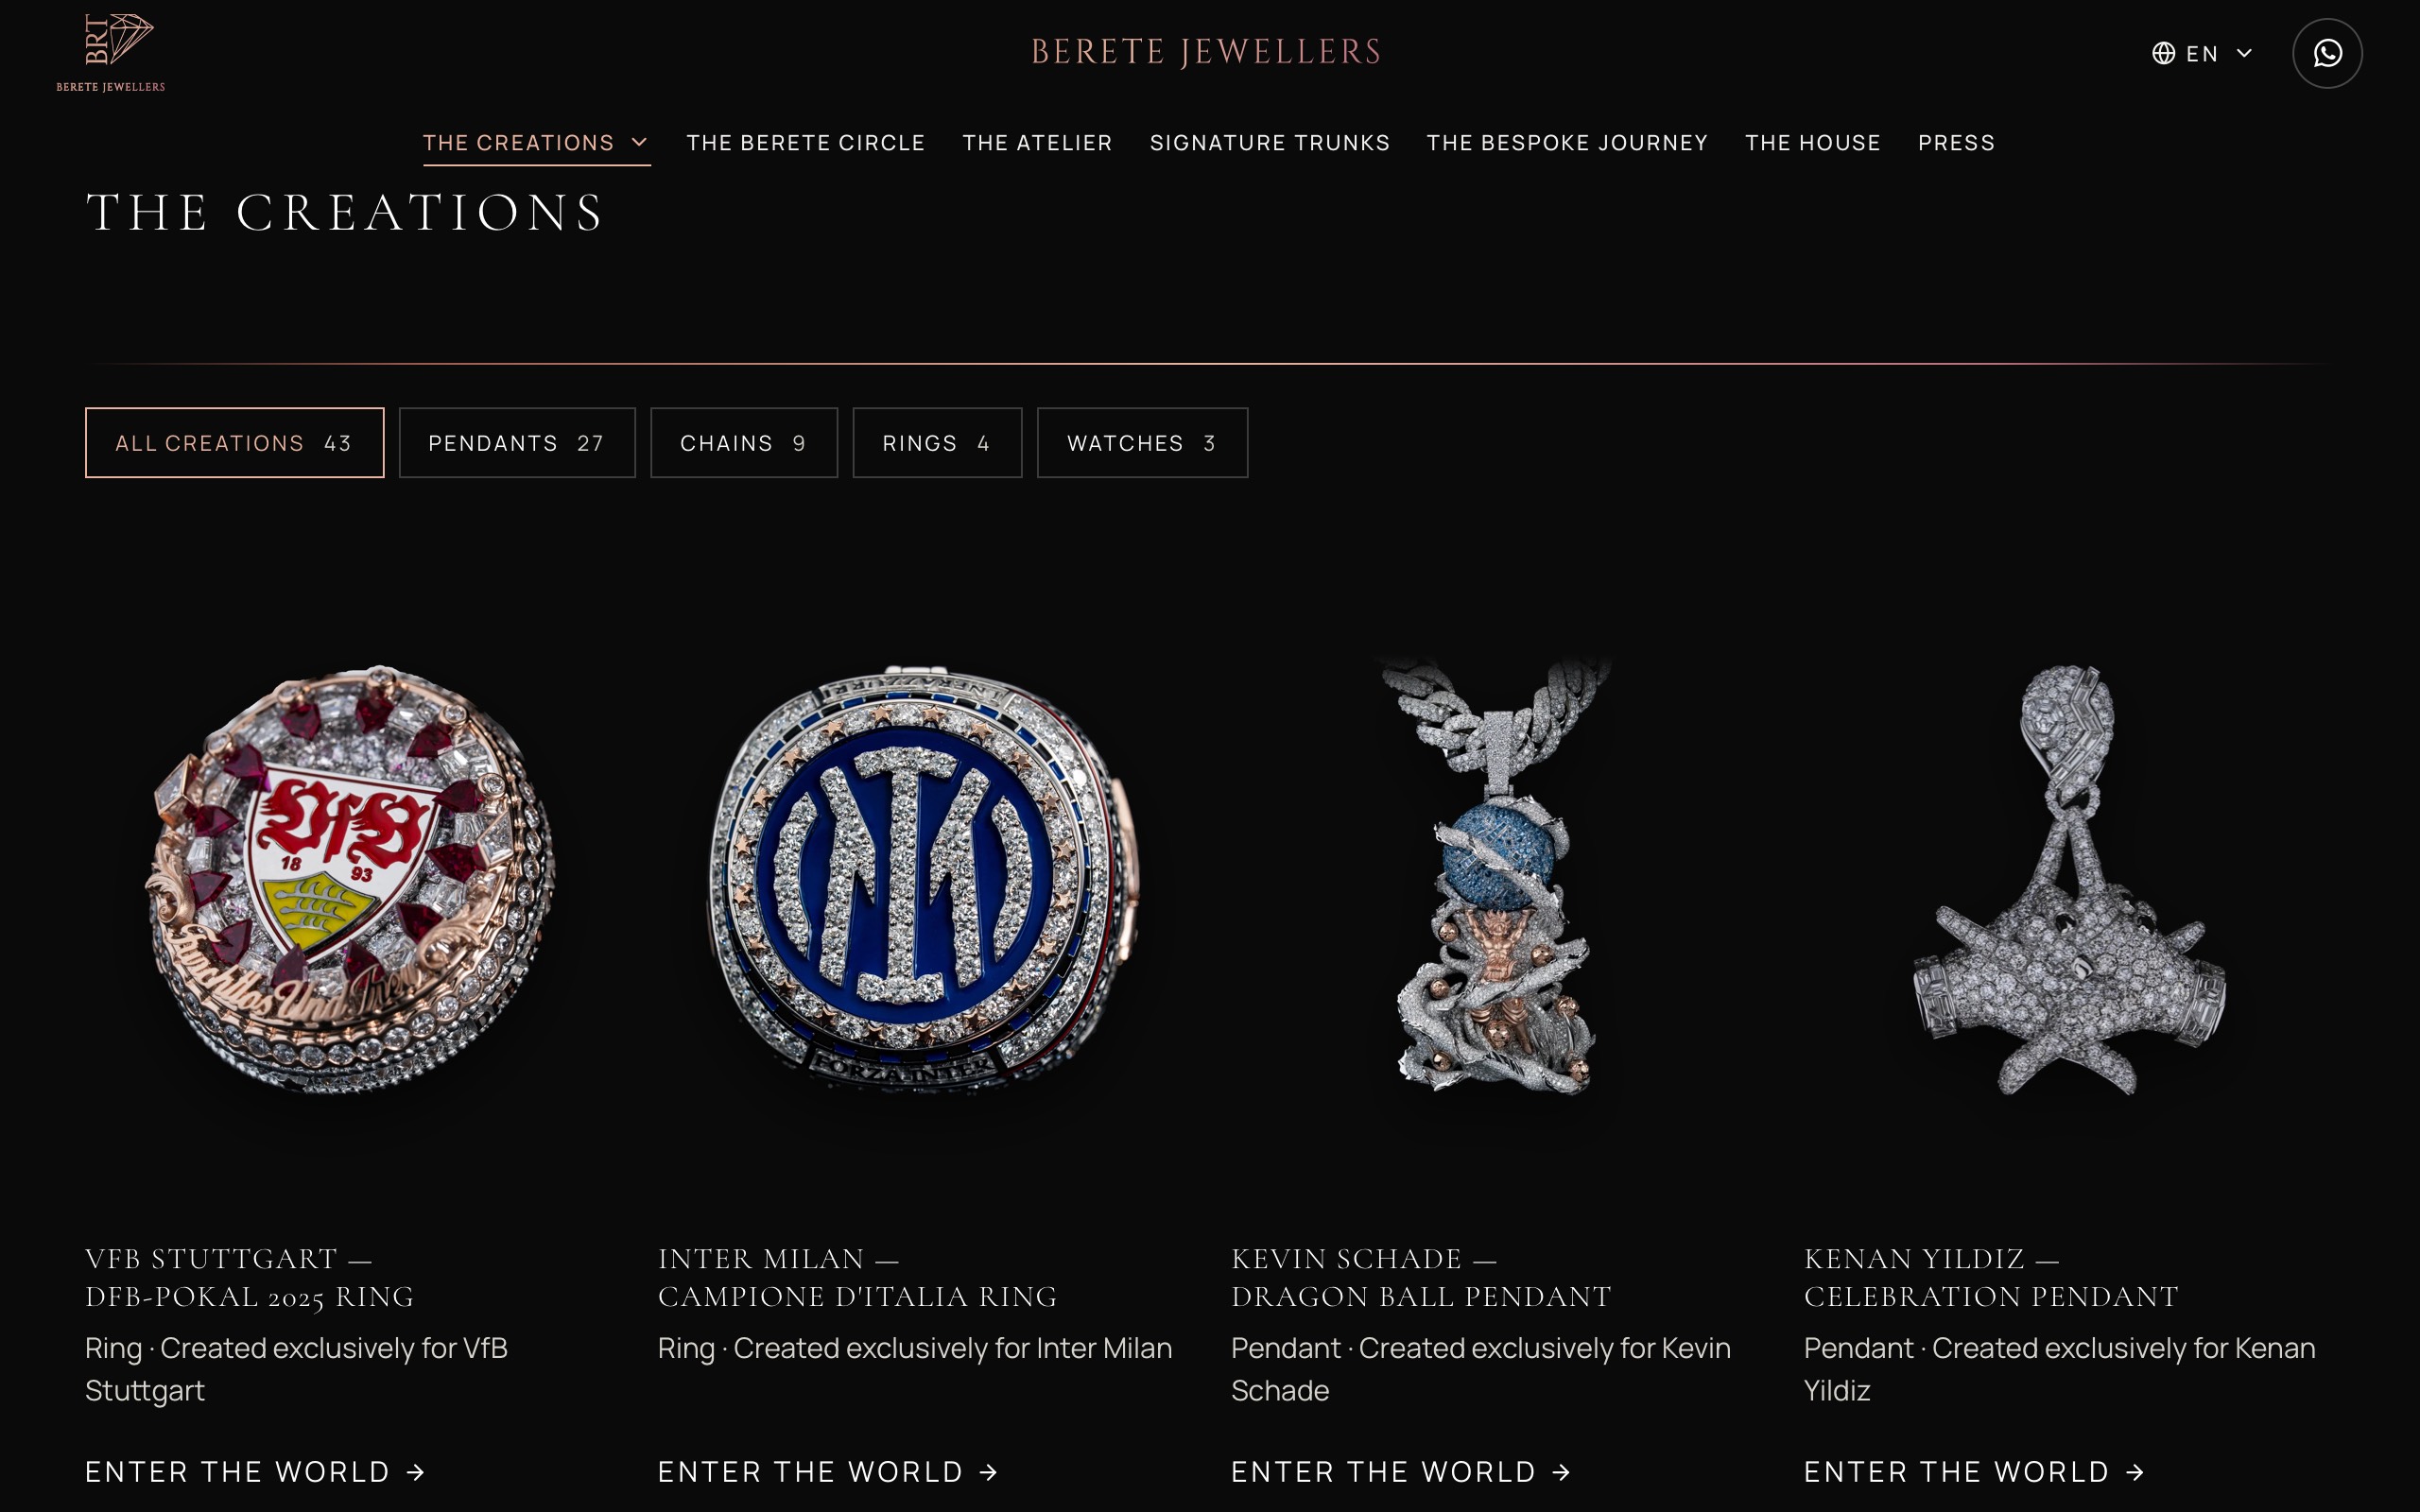 BRT
BERETE JEWELLERS
BERETE JEWELLERS
EN
THE CREATIONS
THE BERETE CIRCLE
THE ATELIER
SIGNATURE TRUNKS
THE BESPOKE JOURNEY
THE HOUSE
PRESS
THE CREATIONS
ALL CREATIONS 43
PENDANTS 27
CHAINS 9
RINGS 4
WATCHES 3
VfB
18 93
Furchtlos Und
FORZA INTER
VFB STUTTGART —
DFB-POKAL 2025 RING
Ring · Created exclusively for VfB
Stuttgart
ENTER THE WORLD →
INTER MILAN —
CAMPIONE D'ITALIA RING
Ring · Created exclusively for Inter Milan
ENTER THE WORLD →
KEVIN SCHADE —
DRAGON BALL PENDANT
Pendant · Created exclusively for Kevin
Schade
ENTER THE WORLD →
KENAN YILDIZ —
CELEBRATION PENDANT
Pendant · Created exclusively for Kenan
Yildiz
ENTER THE WORLD →